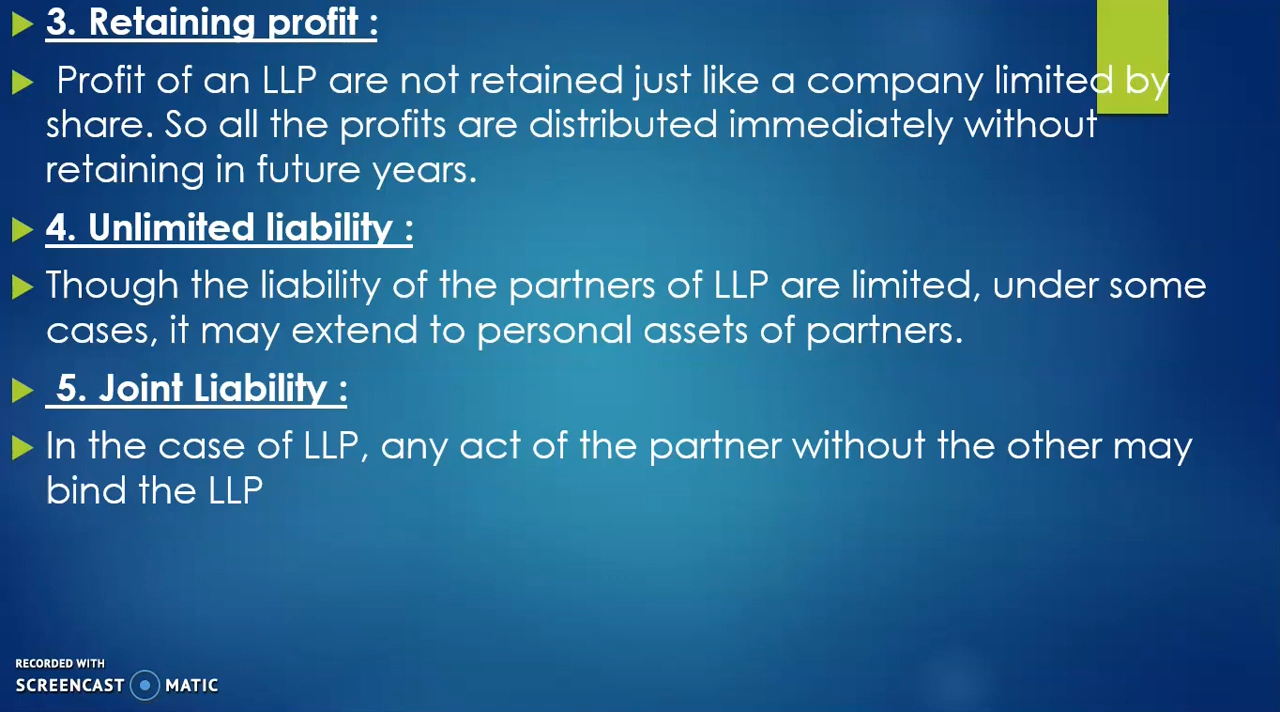 3. Retaining profit :
Profit of an LLP are not retained just like a company limited by
share. So all the profits are distributed immediately without
retaining in future years.
4. Unlimited liability :
Though the liability of the partners of LLP are limited, under some
cases, it may extend to personal assets of partners.
5. Joint Liability :
In the case of LLP, any act of the partner without the other may
bind the LLP
RECORDED WITH
SCREENCAST MATIC